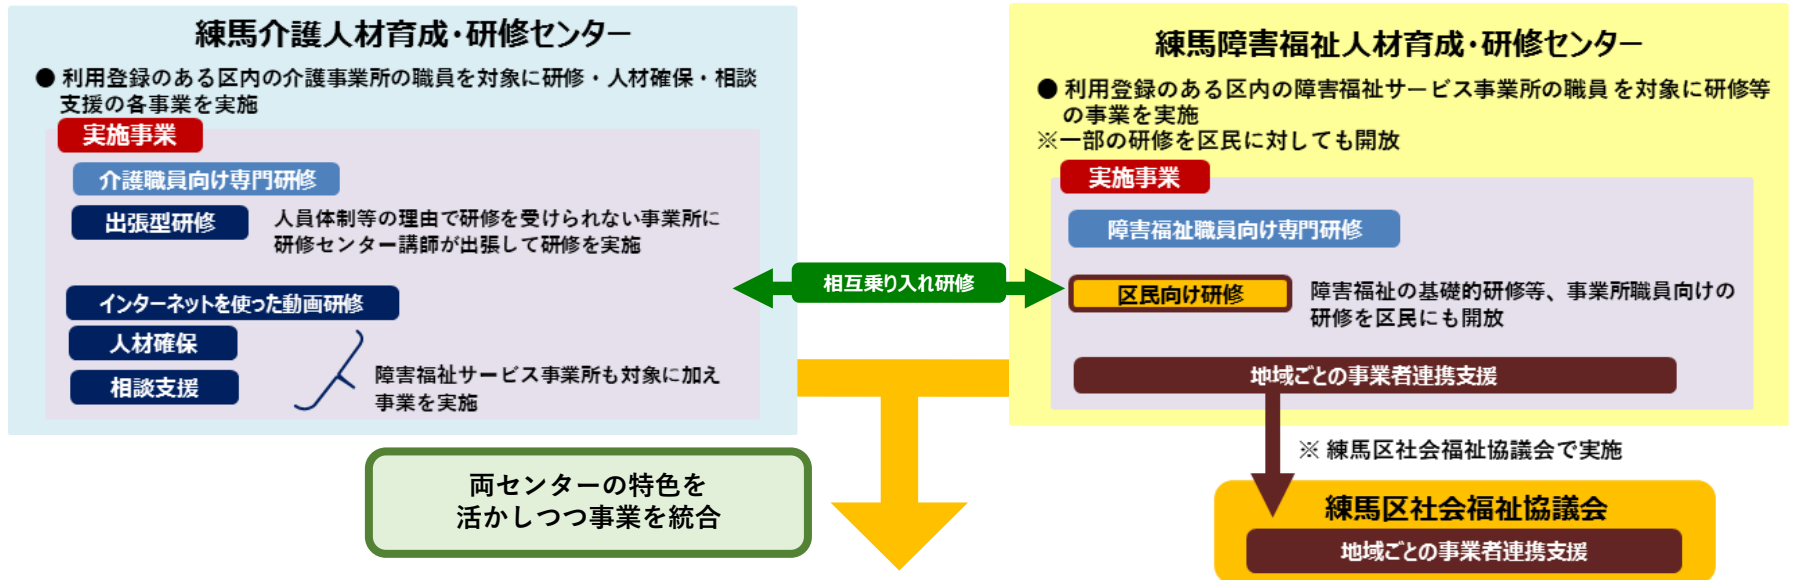 練馬介護人材育成・研修センター
● 利用登録のある区内の介護事業所の職員を対象に研修・人材確保・相談
支援の各事業を実施
実施事業
介護職員向け専門研修
出張型研修
人員体制等の理由で研修を受けられない事業所に
研修センター講師が出張して研修を実施
インターネットを使った動画研修
人材確保
相談支援
障害福祉サービス事業所も対象に加え
事業を実施
相互乗り入れ研修
練馬障害福祉人材育成・研修センター
● 利用登録のある区内の障害福祉サービス事業所の職員 を対象に研修等
の事業を実施
※一部の研修を区民に対しても開放
実施事業
障害福祉職員向け専門研修
区民向け研修
障害福祉の基礎的研修等、事業所職員向けの
研修を区民にも開放
地域ごとの事業者連携支援
※ 練馬区社会福祉協議会で実施
練馬区社会福祉協議会
地域ごとの事業者連携支援
両センターの特色を
活かしつつ事業を統合